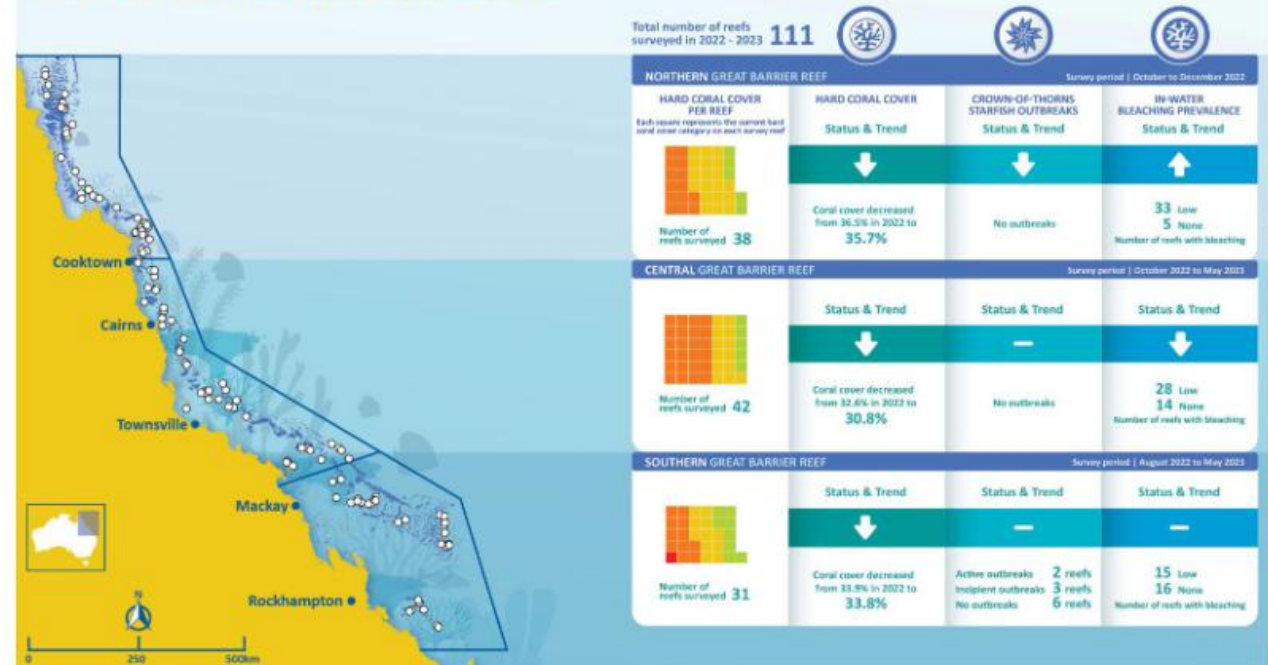 Total number of reefs
surveyed in 2022 - 2023 111
NORTHERN GREAT BARRIER REEF
Survey period | October to December 2022
HARD CORAL COVER
PER REEF
Each square represents the current hard
coral cover category on each survey reef
Number of
reefs surveyed 38
HARD CORAL COVER
Status & Trend
Coral cover decreased
from 36.5% in 2022 to
35.7%
CROWN-OF-THORNS
STARFISH OUTBREAKS
Status & Trend
No outbreaks
IN-WATER
BLEACHING PREVALENCE
Status & Trend
33 Low
5 None
Number of reefs with bleaching
CENTRAL GREAT BARRIER REEF
Survey period | October 2022 to May 2023
Number of
reefs surveyed 42
Status & Trend
Coral cover decreased
from 32.6% in 2022 to
30.8%
Status & Trend
No outbreaks
Status & Trend
28 Low
14 None
Number of reefs with bleaching
SOUTHERN GREAT BARRIER REEF
Survey period | August 2022 to May 2023
Number of
reefs surveyed 31
Status & Trend
Coral cover decreased
from 33.9% in 2022 to
33.8%
Status & Trend
Active outbreaks 2 reefs
Incipient outbreaks 3 reefs
No outbreaks 6 reefs
Status & Trend
15 Low
16 None
Number of reefs with bleaching
Cooktown
Cairns
Townsville
Mackay
Rockhampton
N
0 250 500km